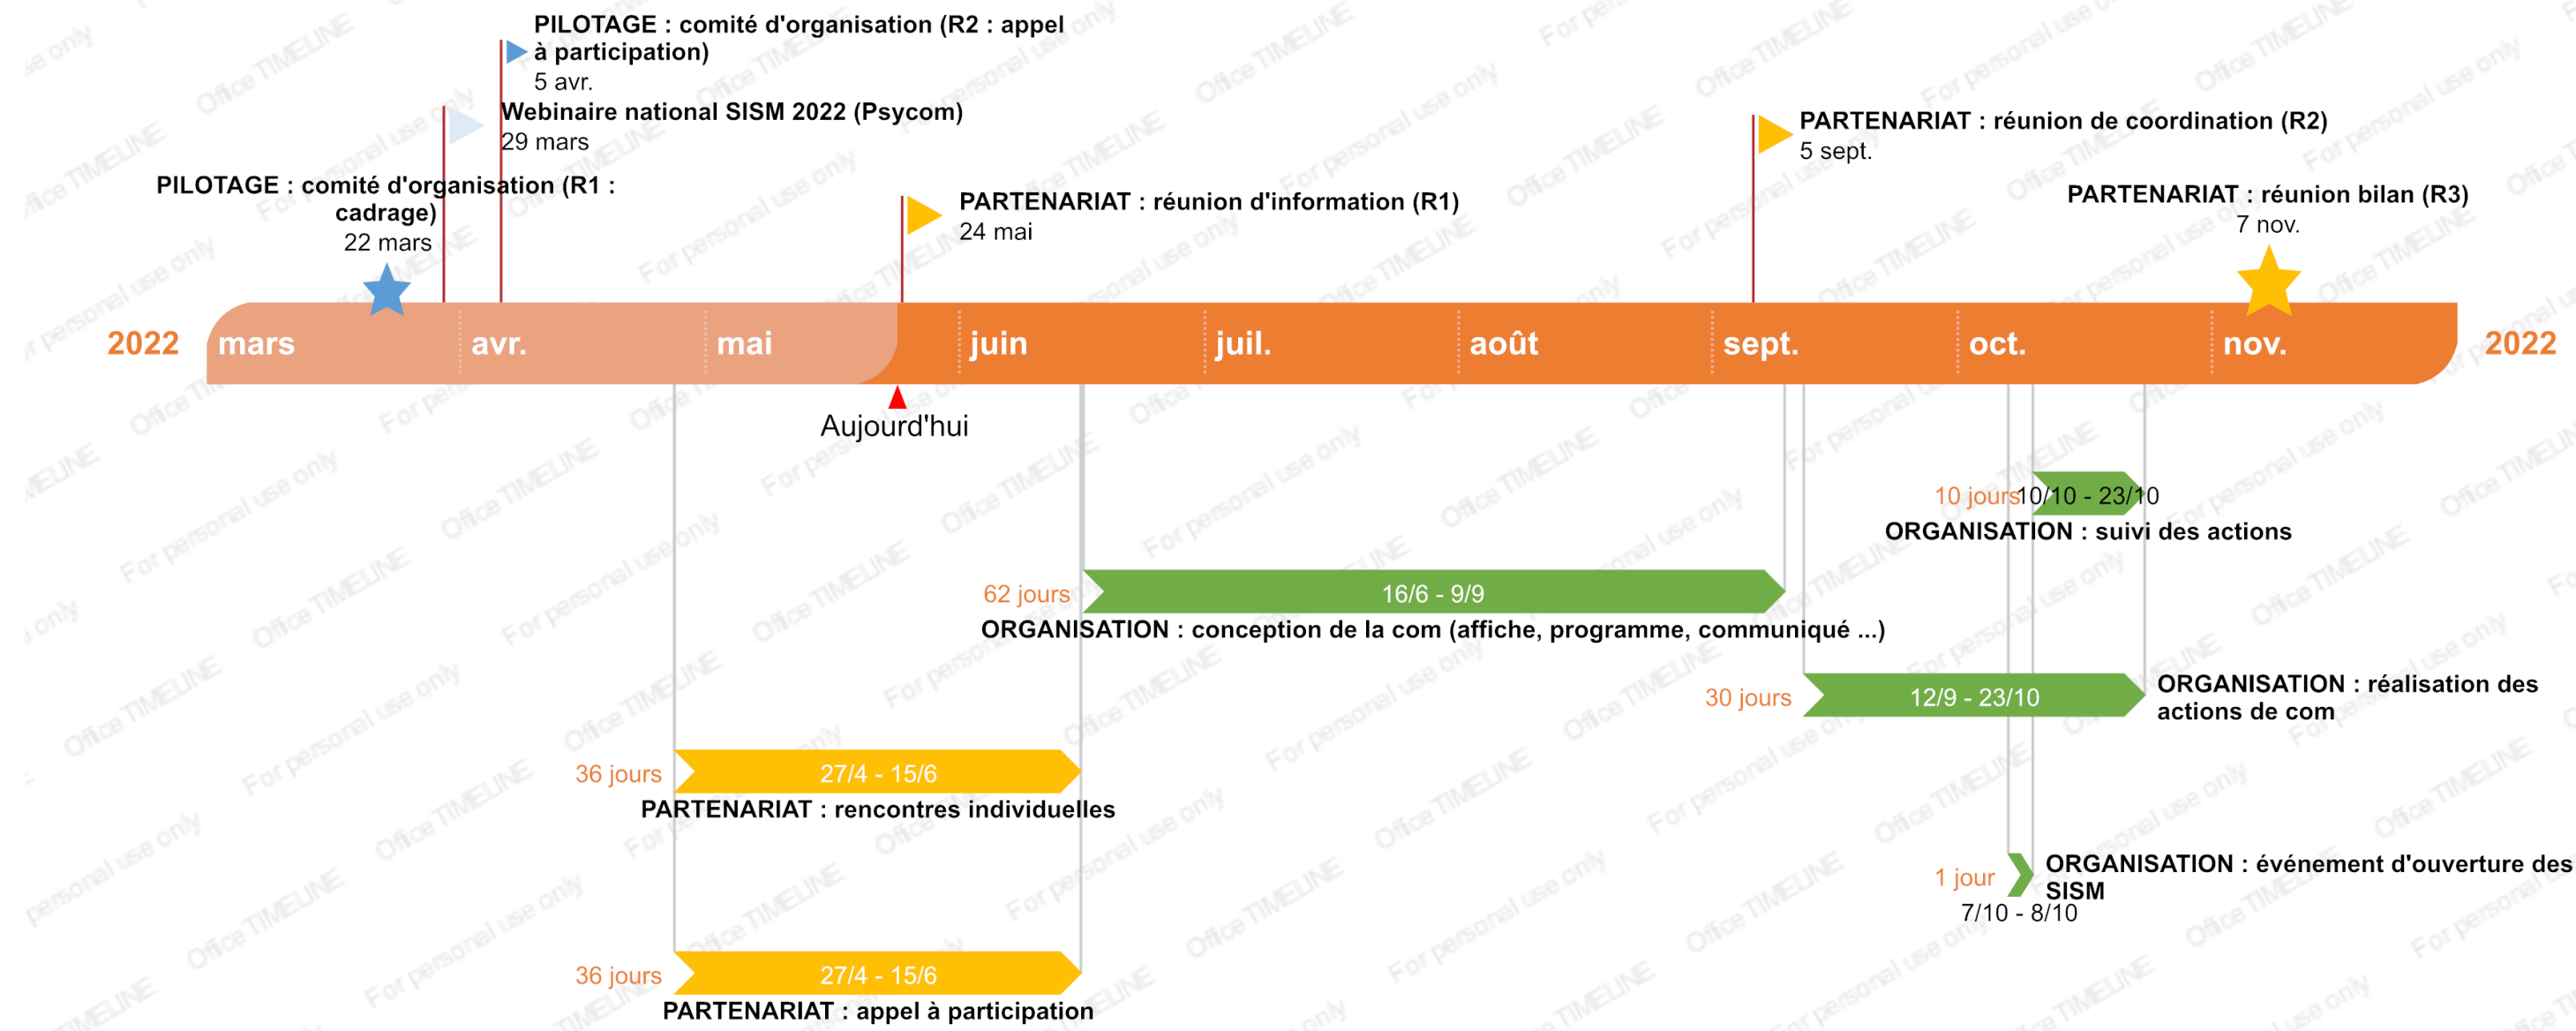 PILOTAGE : comité d'organisation (R2 : appel
à participation)
5 avr.
Webinaire national SISM 2022 (Psycom)
29 mars
PILOTAGE : comité d'organisation (R1 :
cadrage)
22 mars
PARTENARIAT : réunion d'information (R1)
24 mai
PARTENARIAT : réunion de coordination (R2)
5 sept.
PARTENARIAT : réunion bilan (R3)
7 nov.
2022 mars avr. mai juin juil. août sept. oct. nov. 2022
Aujourd'hui
10 jours 10/10 - 23/10
ORGANISATION : suivi des actions
62 jours 16/6 - 9/9
ORGANISATION : conception de la com (affiche, programme, communiqué ...)
30 jours 12/9 - 23/10
ORGANISATION : réalisation des
actions de com
36 jours 27/4 - 15/6
PARTENARIAT : rencontres individuelles
1 jour
ORGANISATION : événement d'ouverture des
SISM
7/10 - 8/10
36 jours 27/4 - 15/6
PARTENARIAT : appel à participation
Office TIMELINE
For personal use only